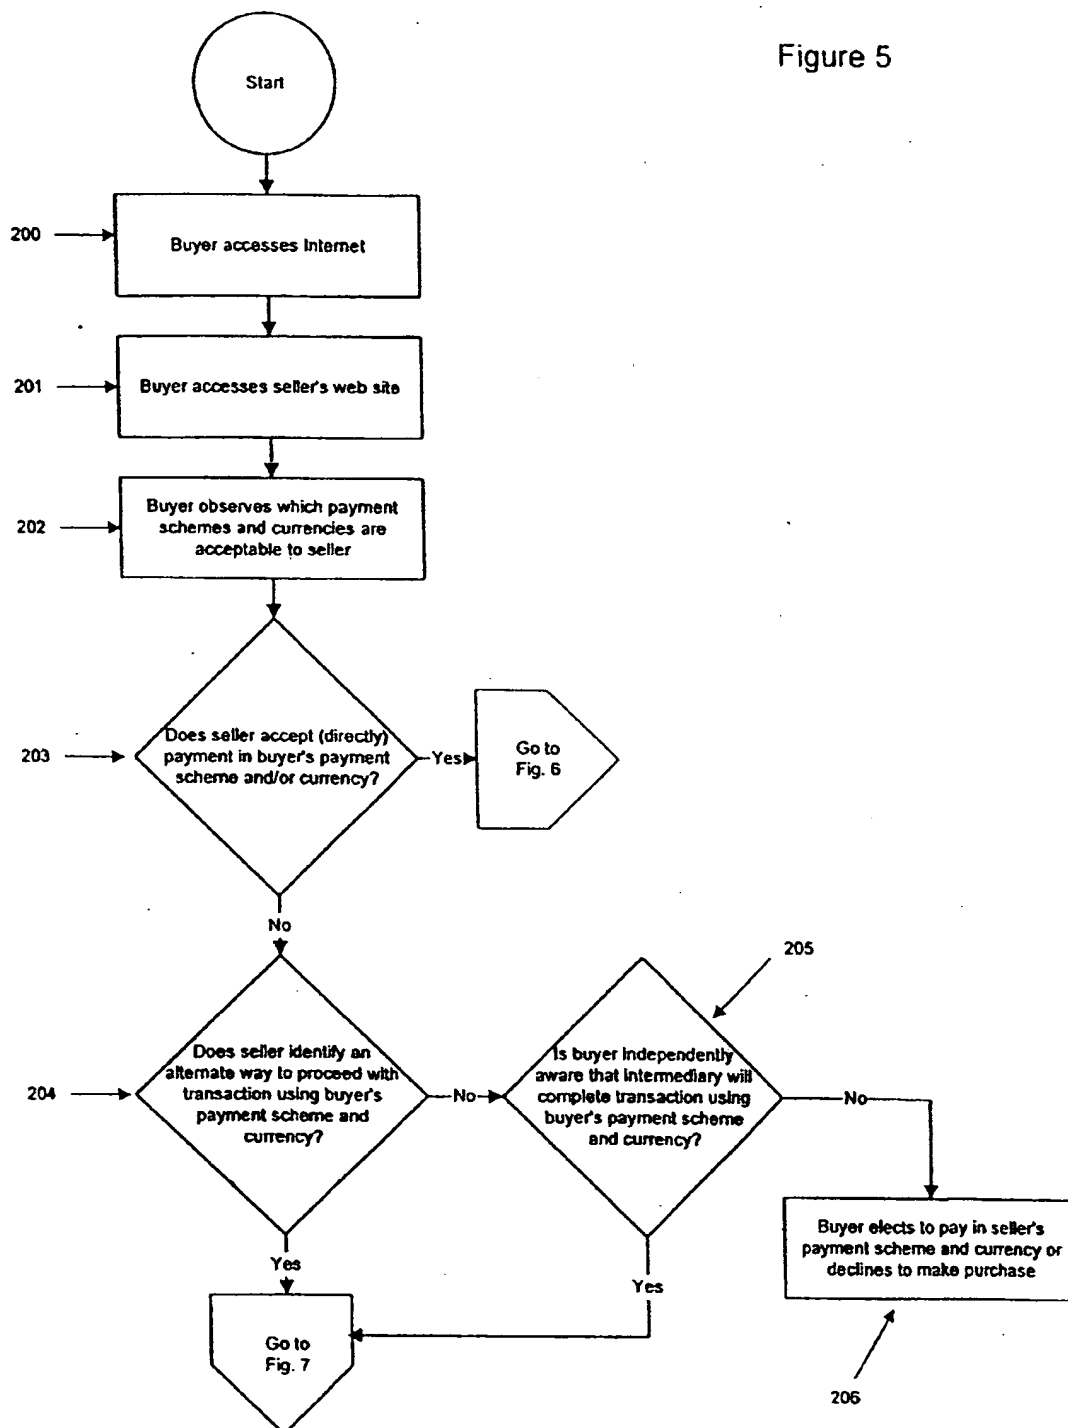 Figure 5
Start
200
Buyer accesses Internet
201
Buyer accesses seller's web site
202
Buyer observes which payment
schemes and currencies are
acceptable to seller
203
Does seller accept (directly)
payment in buyer's payment
scheme and/or currency?
Yes
Go to
Fig. 6
No
204
Does seller identify an
alternate way to proceed with
transaction using buyer's
payment scheme and
currency?
No
205
Is buyer independently
aware that intermediary will
complete transaction using
buyer's payment scheme
and currency?
No
Yes
Yes
Buyer elects to pay in seller's
payment scheme and currency or
declines to make purchase
Go to
Fig. 7
206